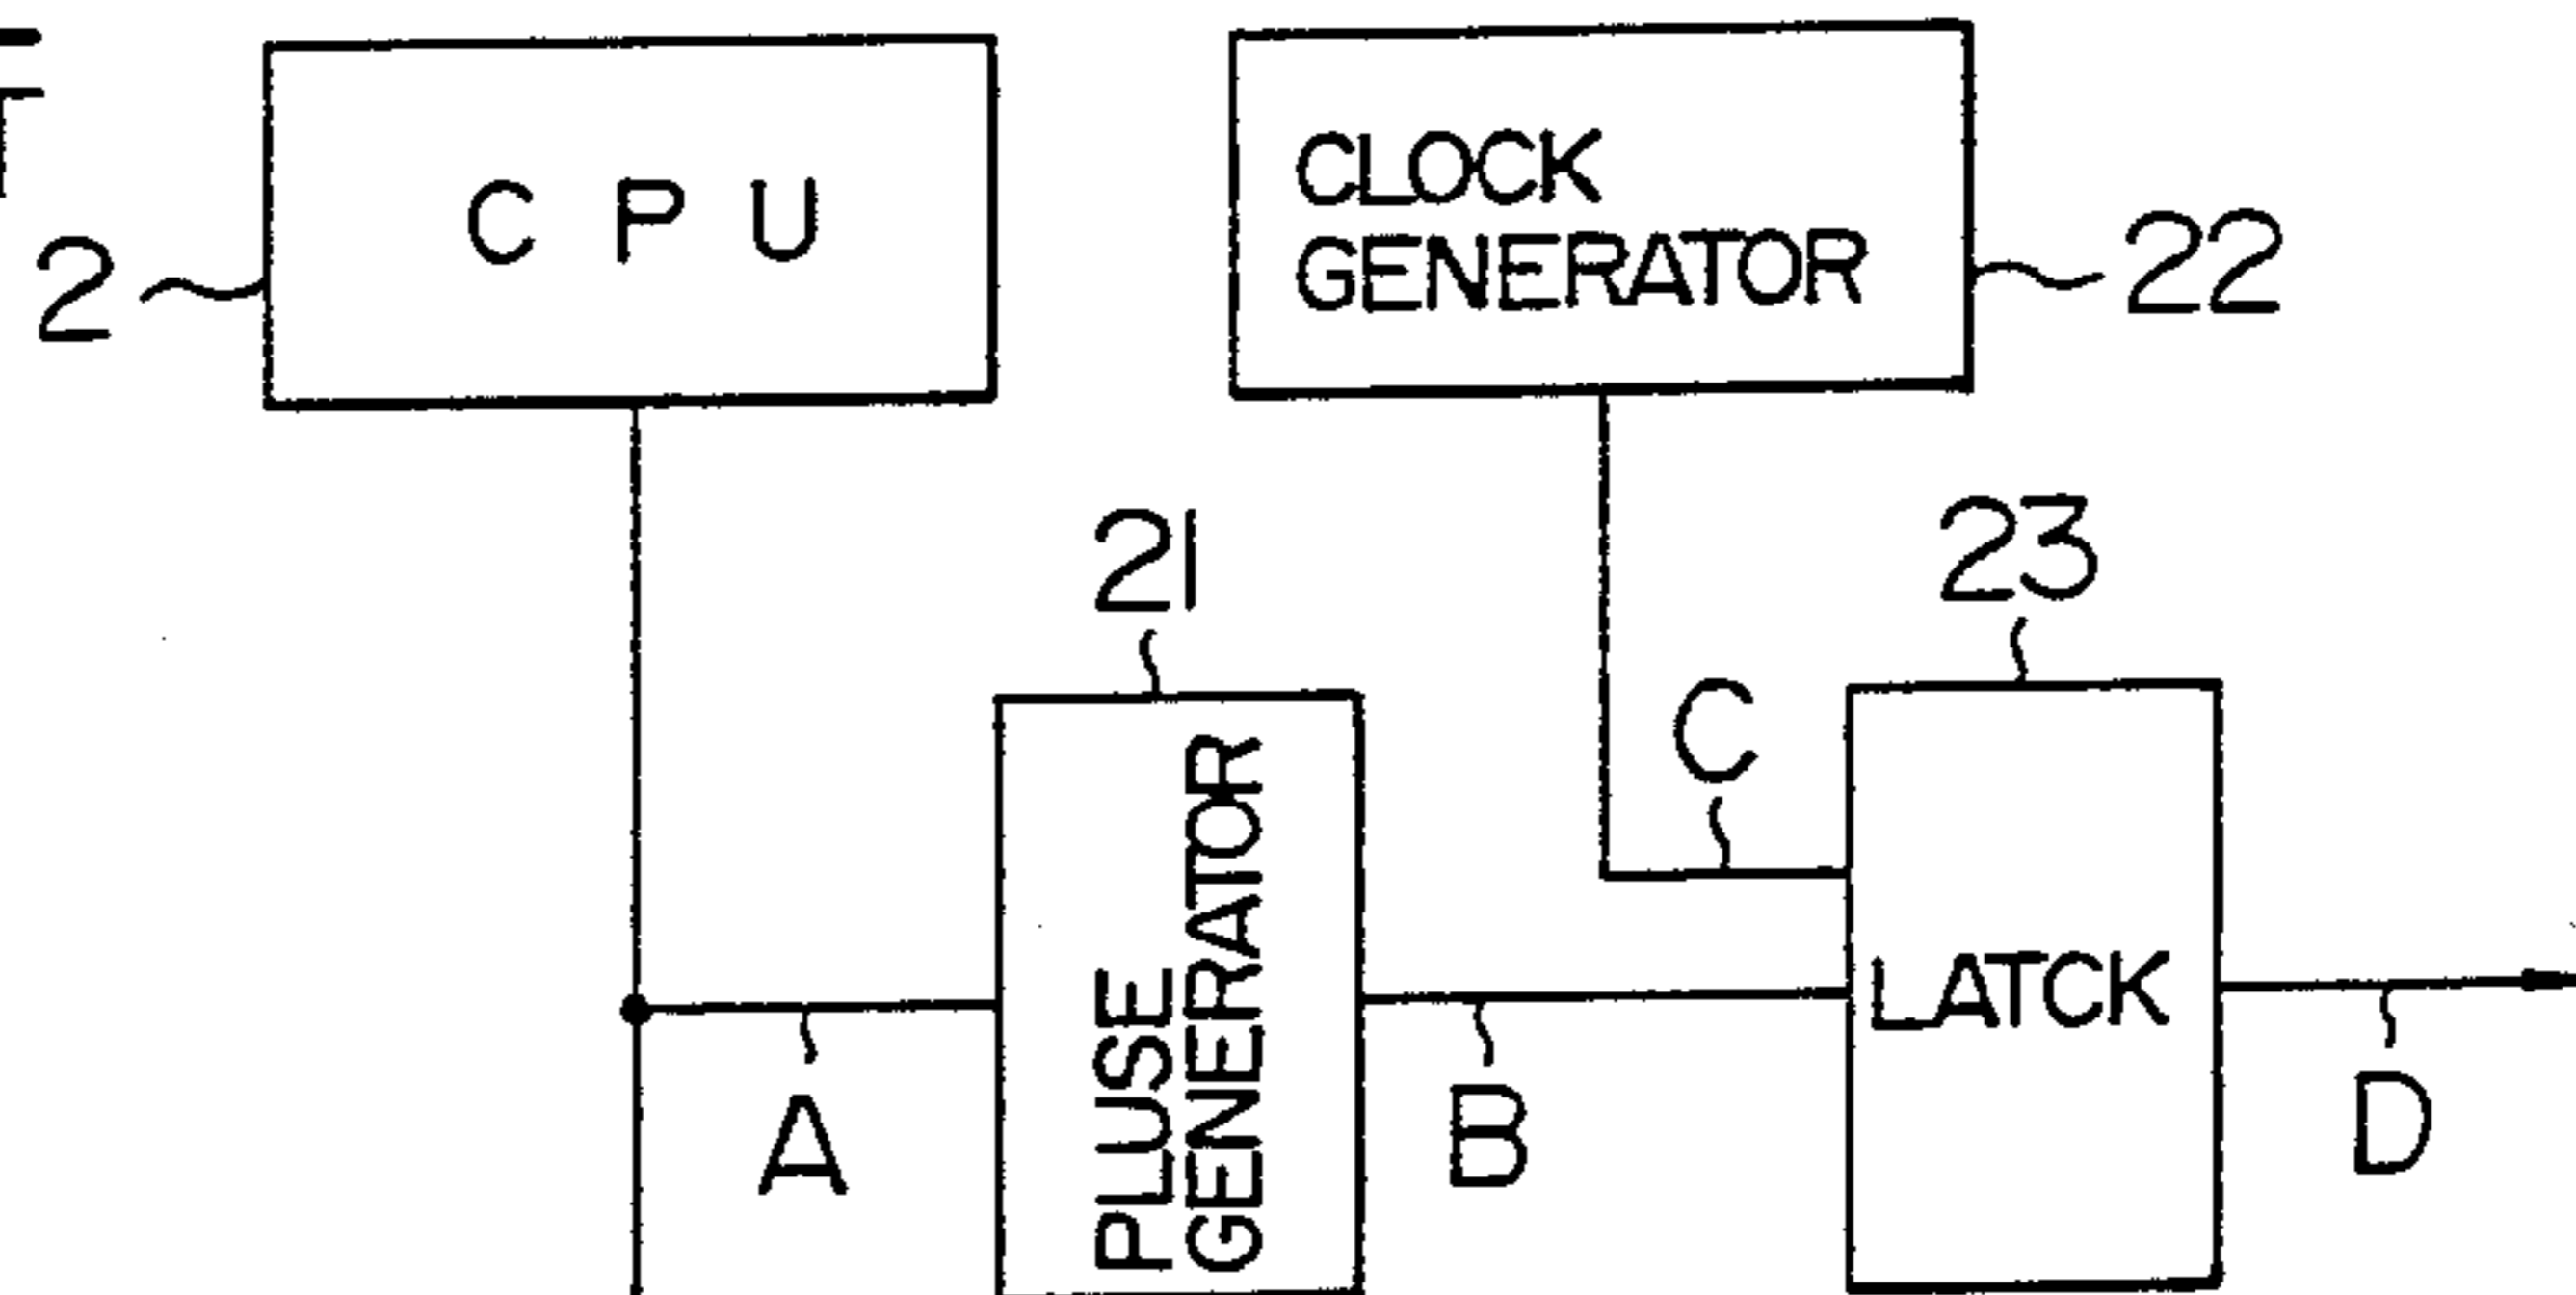 C P U
CLOCK
GENERATOR
2
22
21
23
C
PLUSE
GENERATOR
LATCK
A
B
D